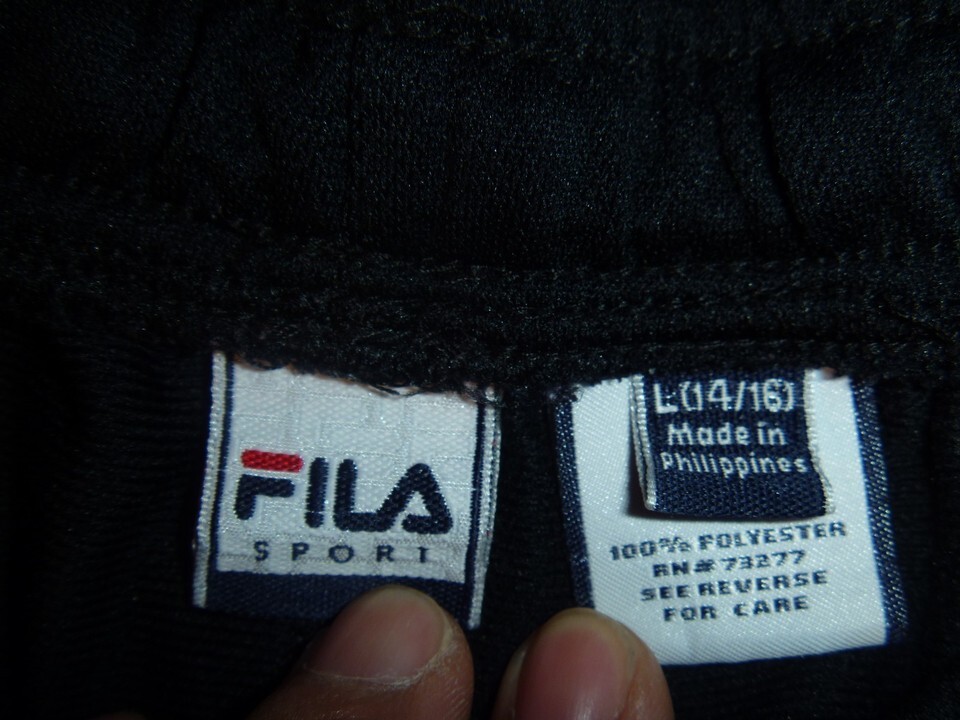 FILA
SPORT
L(14/16)
Made in
Philippines
100% POLYESTER
RN# 73277
SEE REVERSE
FOR CARE